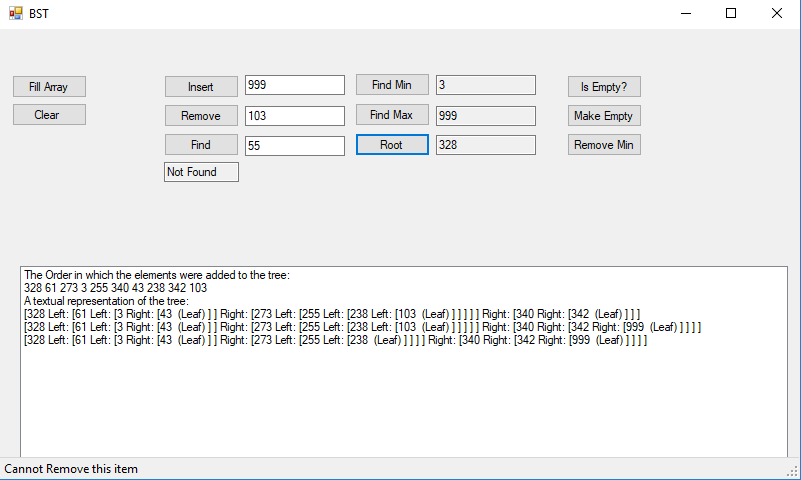 BST
Fill Array
Insert
999
Find Min
3
Is Empty?
Clear
Remove
103
Find Max
999
Make Empty
Find
55
Root
328
Remove Min
Not Found
The Order in which the elements were added to the tree:
328 61 273 3 255 340 43 238 342 103
A textual representation of the tree:
[328 Left: [61 Left: [3 Right: [43  (Leaf) ] ] Right: [273 Left: [255 Left: [238 Left: [103  (Leaf) ] ] ] ] ] Right: [340 Right: [342  (Leaf) ] ] ]
[328 Left: [61 Left: [3 Right: [43  (Leaf) ] ] Right: [273 Left: [255 Left: [238 Left: [103  (Leaf) ] ] ] ] ] Right: [340 Right: [342 Right: [999  (Leaf) ] ] ] ]
[328 Left: [61 Left: [3 Right: [43  (Leaf) ] ] Right: [273 Left: [255 Left: [238  (Leaf) ] ] ] ] Right: [340 Right: [342 Right: [999  (Leaf) ] ] ] ]
Cannot Remove this item